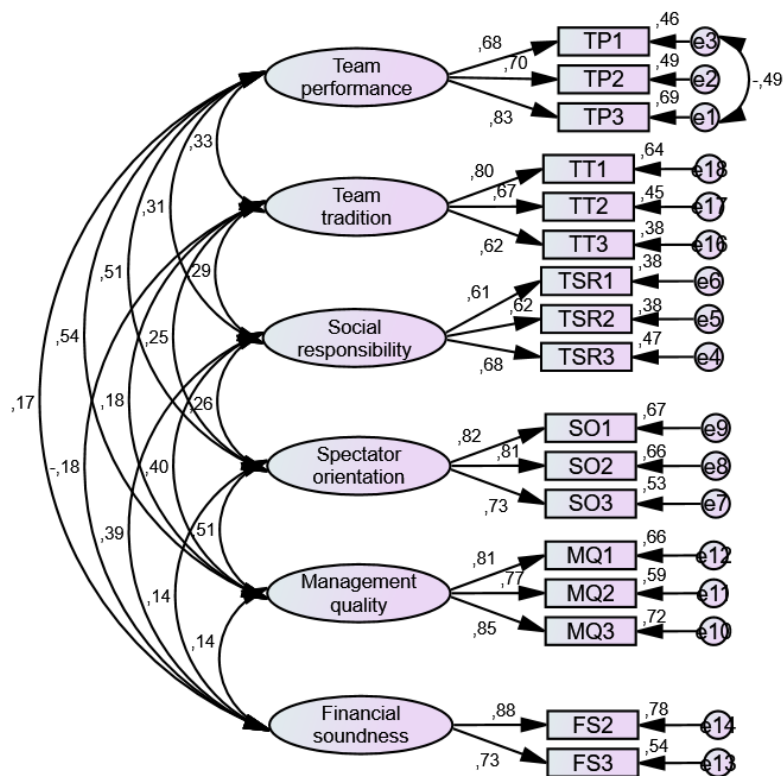 ,46
,68
TP1
e3
Team
performance
,70
TP2
,49
e2
-,49
,83
TP3
,69
e1
,33
,80
TT1
,64
e18
Team
tradition
,67
TT2
,45
e17
,62
TT3
,38
e16
,31
,29
,61
TSR1
,38
e6
Social
responsibility
,62
TSR2
,38
e5
,68
TSR3
,47
e4
,51
,54
,25
,17
,18
,26
,82
SO1
,67
e9
Spectator
orientation
,81
SO2
,66
e8
,73
SO3
,53
e7
-,18
,40
,39
,51
,81
MQ1
,66
e12
Management
quality
,77
MQ2
,59
e11
,85
MQ3
,72
e10
,14
,14
Financial
soundness
,88
FS2
,78
e14
,73
FS3
,54
e13